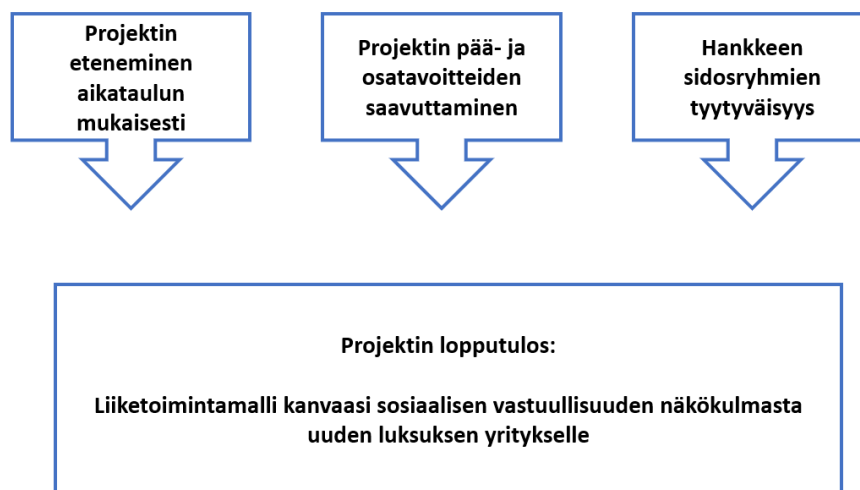 Projektin
eteneminen
aikataulun
mukaisesti
Projektin pää- ja
osatavoitteiden
saavuttaminen
Hankkeen
sidosryhmien
tyytyväisyys
Projektin lopputulos:
Liiketoimintamalli kanvaasi sosiaalisen vastuullisuuden näkökulmasta
uuden luksuksen yritykselle